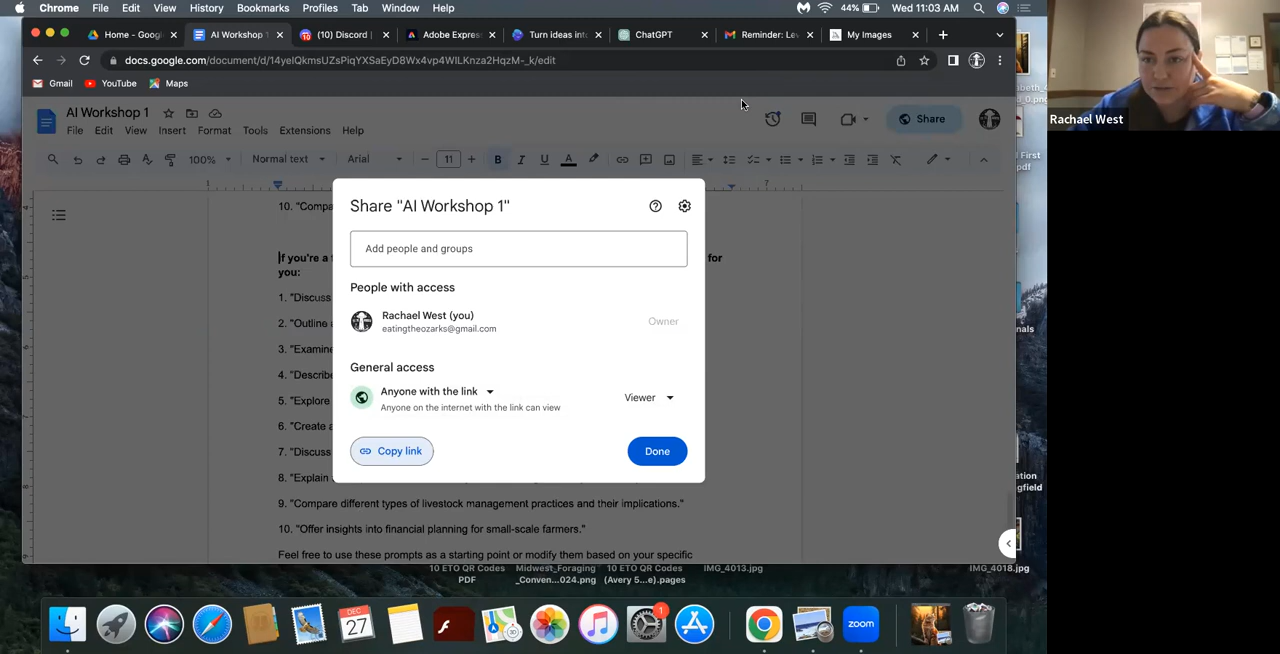 Chrome File Edit View History Bookmarks Profiles Tab Window Help 44% Wed 11:03 AM
Home - Googl AI Workshop 1 (10) Discord | Adobe Expres Turn ideas into ChatGPT Reminder: Lev My Images
docs.google.com/document/d/14yelQkmsUZsPiqYXSaEyD8Wx4vp4WILKnza2HqzM-_k/edit
Gmail YouTube Maps
AI Workshop 1
File Edit View Insert Format Tools Extensions Help
Share
100% Normal text Arial 11 B I U A
1 7
10. "Compa
Share "AI Workshop 1"
Add people and groups
If you're a f for
you:
People with access
1. "Discuss
Rachael West (you)
eatingtheozarks@gmail.com
Owner
2. "Outline a
3. "Examine
General access
4. "Describe
Anyone with the link
Anyone on the internet with the link can view
Viewer
5. "Explore
6. "Create a
7. "Discuss
Copy link
Done
8. "Explain
9. "Compare different types of livestock management practices and their implications."
10. "Offer insights into financial planning for small-scale farmers."
Feel free to use these prompts as a starting point or modify them based on your specific
10 ETO QR Codes
PDF
Midwest_Foraging
_Conven...024.png
10 ETO QR Codes
(Avery 5...e).pages
IMG_4013.jpg
IMG_4018.jpg
DEC
27
1
zoom
Rachael West